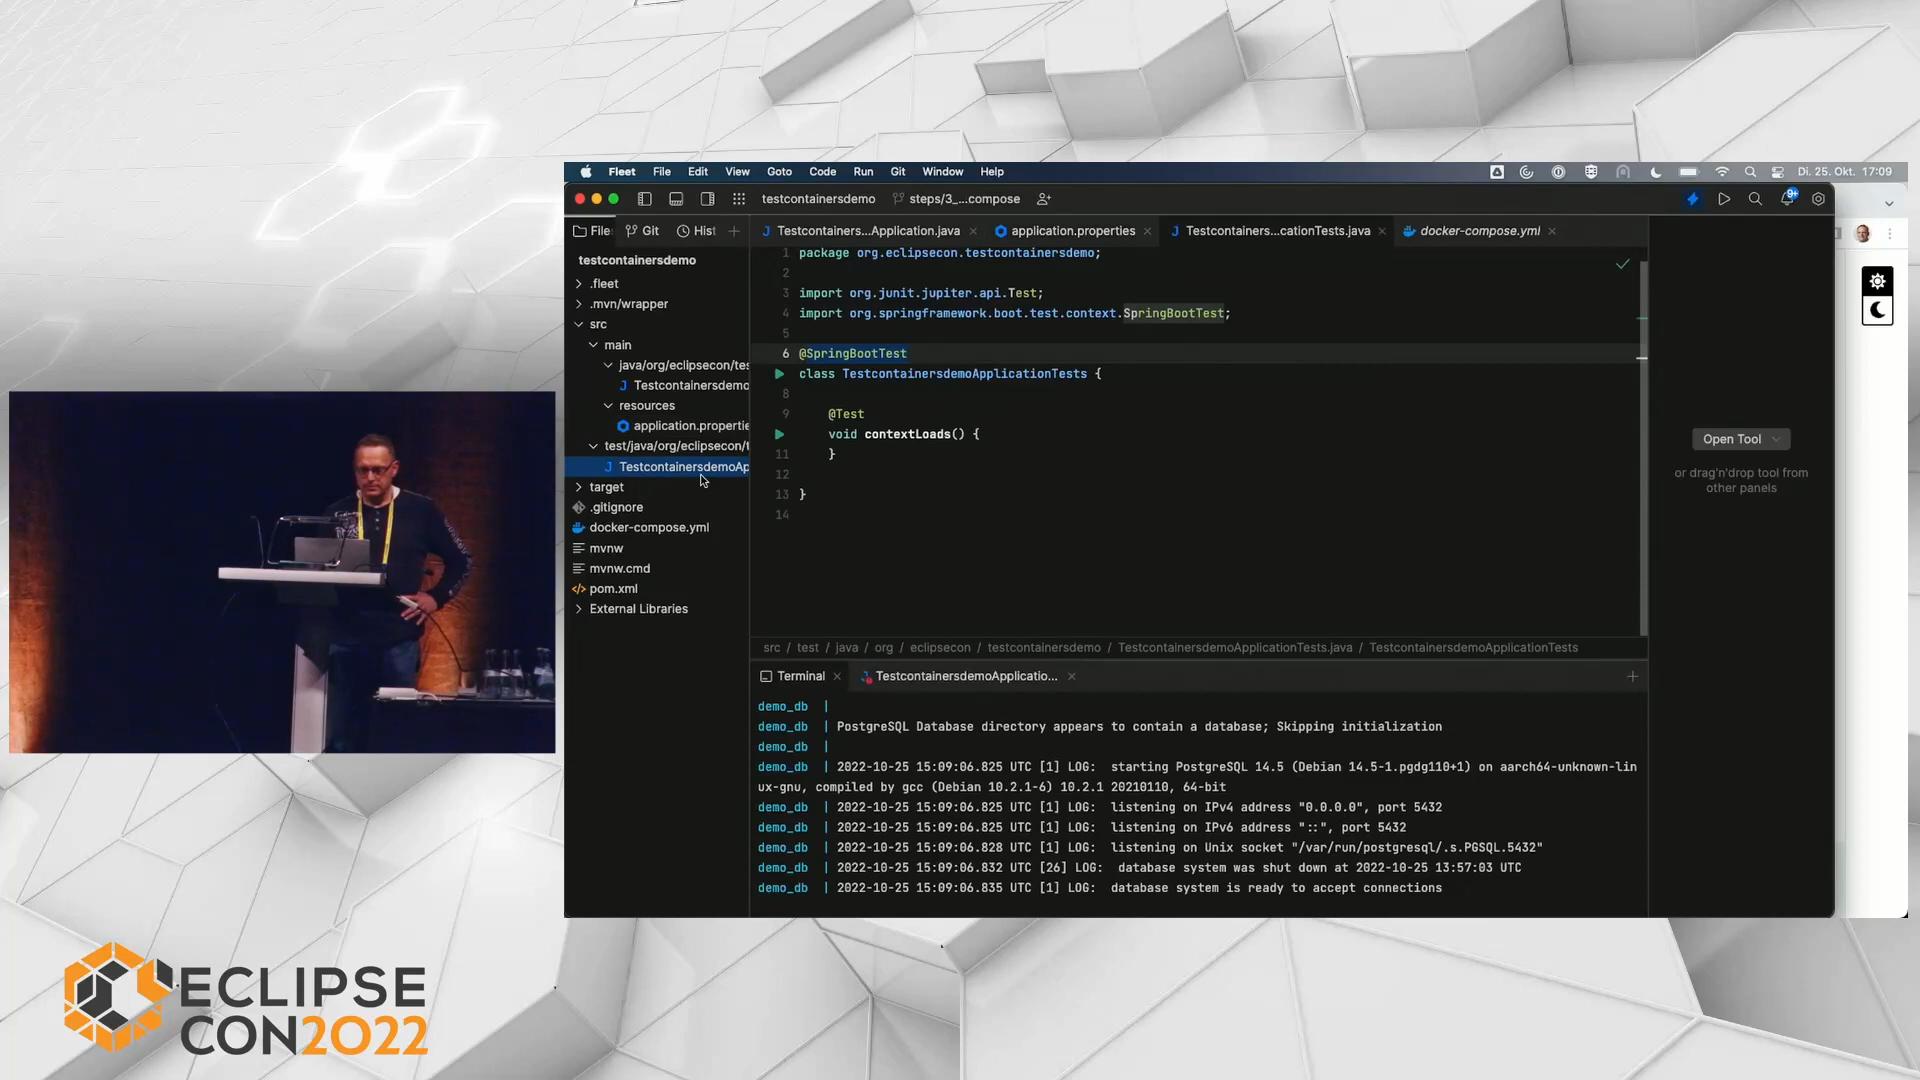 Fleet File Edit View Goto Code Run Git Window Help Di. 25. Okt. 17:09
testcontainersdemo steps/3_...compose 9+
File Git Hist
Testcontainers...Application.java application.properties Testcontainers...cationTests.java docker-compose.yml
testcontainersdemo
.fleet
.mvn/wrapper
src
main
java/org/eclipsecon/tes
Testcontainersdemo
resources
application.propertie
test/java/org/eclipsecon/t
TestcontainersdemoAp
target
.gitignore
docker-compose.yml
mvnw
mvnw.cmd
pom.xml
External Libraries
1 package org.eclipsecon.testcontainersdemo;
2
3 import org.junit.jupiter.api.Test;
4 import org.springframework.boot.test.context.SpringBootTest;
5
6 @SpringBootTest
class TestcontainersdemoApplicationTests {
8
9 @Test
void contextLoads() {
11 }
12
13 }
14
Open Tool
or drag'n'drop tool from
other panels
src / test / java / org / eclipsecon / testcontainersdemo / TestcontainersdemoApplicationTests.java / TestcontainersdemoApplicationTests
Terminal TestcontainersdemoApplicatio...
demo_db |
demo_db | PostgreSQL Database directory appears to contain a database; Skipping initialization
demo_db |
demo_db | 2022-10-25 15:09:06.825 UTC [1] LOG: starting PostgreSQL 14.5 (Debian 14.5-1.pgdg110+1) on aarch64-unknown-lin
ux-gnu, compiled by gcc (Debian 10.2.1-6) 10.2.1 20210110, 64-bit
demo_db | 2022-10-25 15:09:06.825 UTC [1] LOG: listening on IPv4 address "0.0.0.0", port 5432
demo_db | 2022-10-25 15:09:06.825 UTC [1] LOG: listening on IPv6 address "::", port 5432
demo_db | 2022-10-25 15:09:06.828 UTC [1] LOG: listening on Unix socket "/var/run/postgresql/.s.PGSQL.5432"
demo_db | 2022-10-25 15:09:06.832 UTC [26] LOG: database system was shut down at 2022-10-25 13:57:03 UTC
demo_db | 2022-10-25 15:09:06.835 UTC [1] LOG: database system is ready to accept connections
ECLIPSE
CON2022